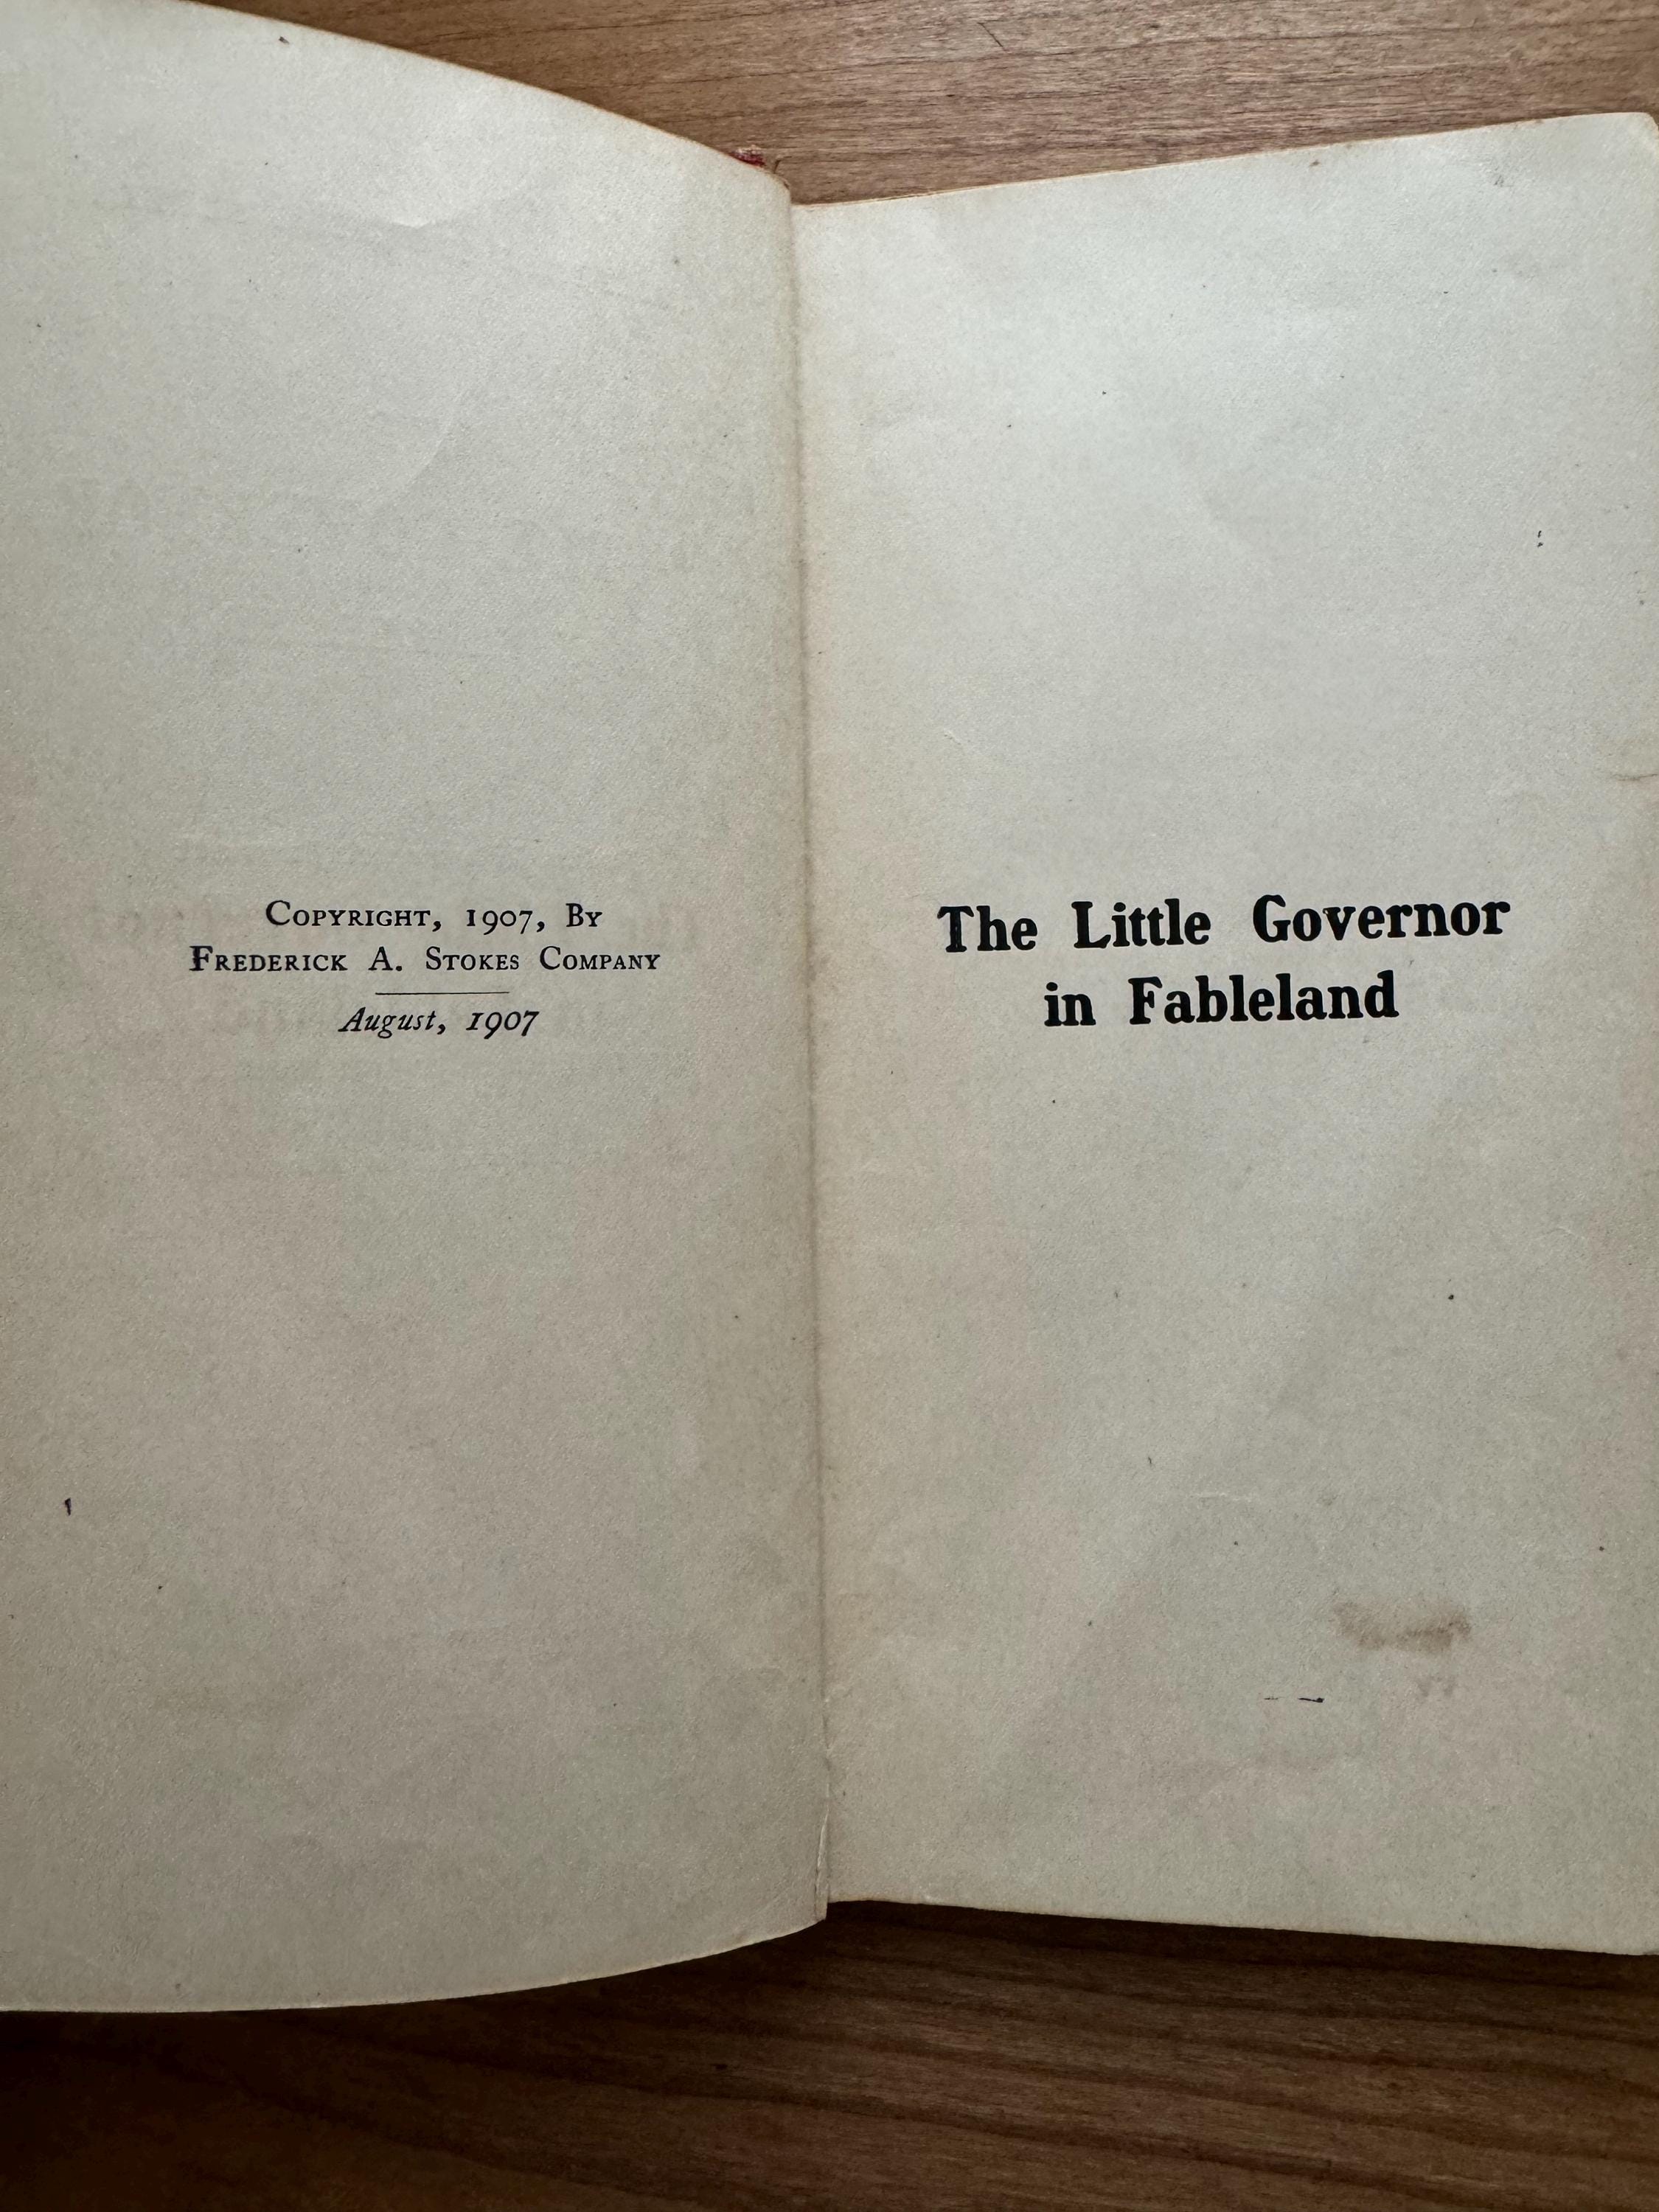 Copyright, 1907, By
Frederick A. Stokes Company
August, 1907
The Little Governor
in Fableland